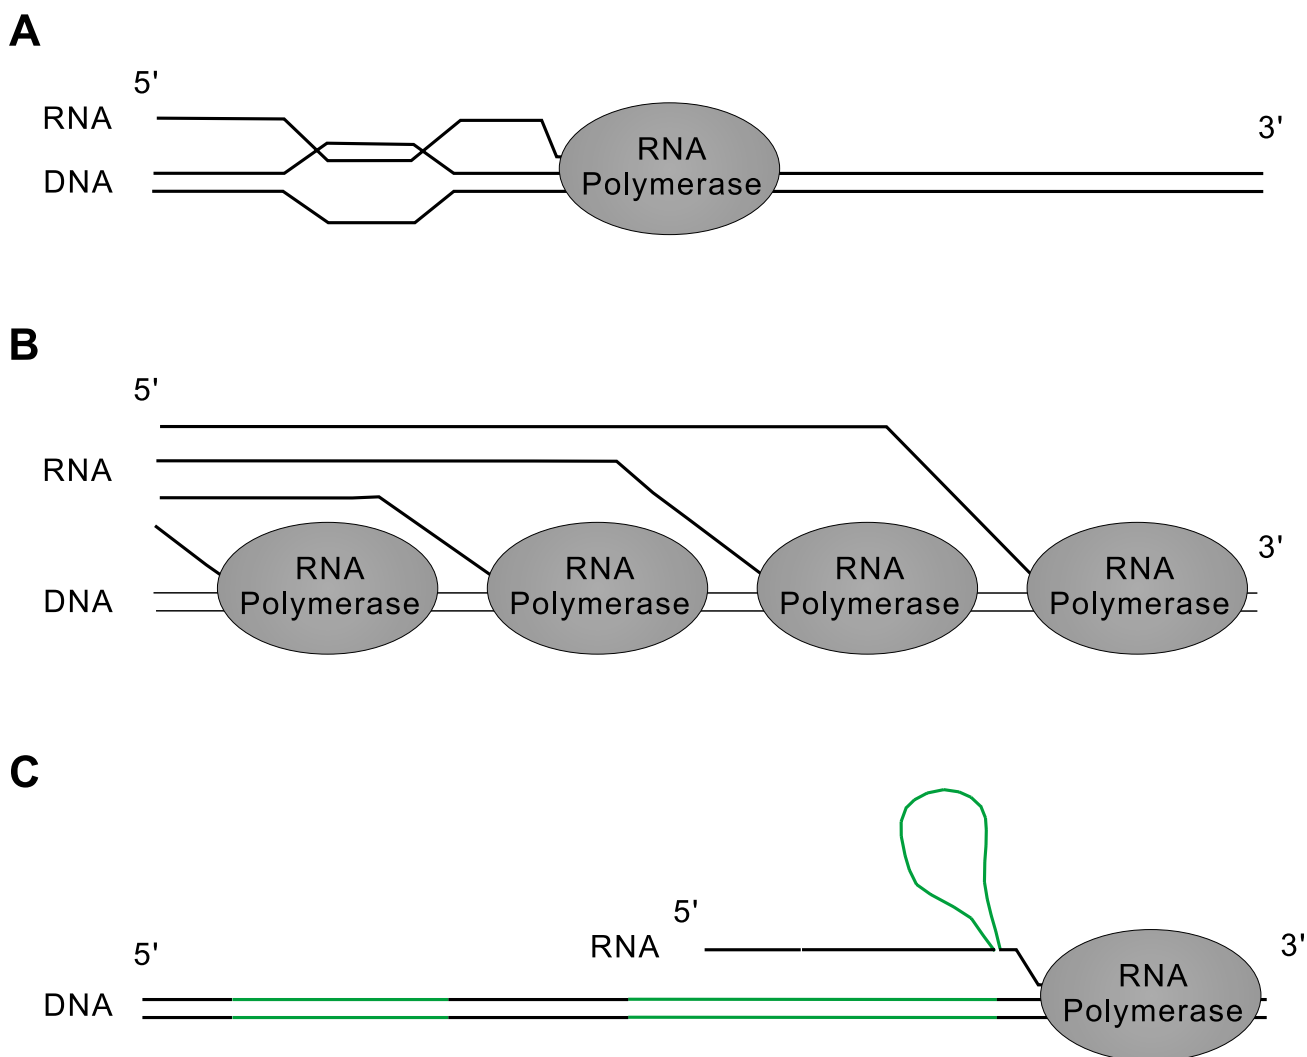 A
5'
RNA
3'
DNA
RNA
Polymerase
B
5'
RNA
3'
DNA
RNA
Polymerase
RNA
Polymerase
RNA
Polymerase
RNA
Polymerase
C
5'
RNA
5'
3'
DNA
RNA
Polymerase